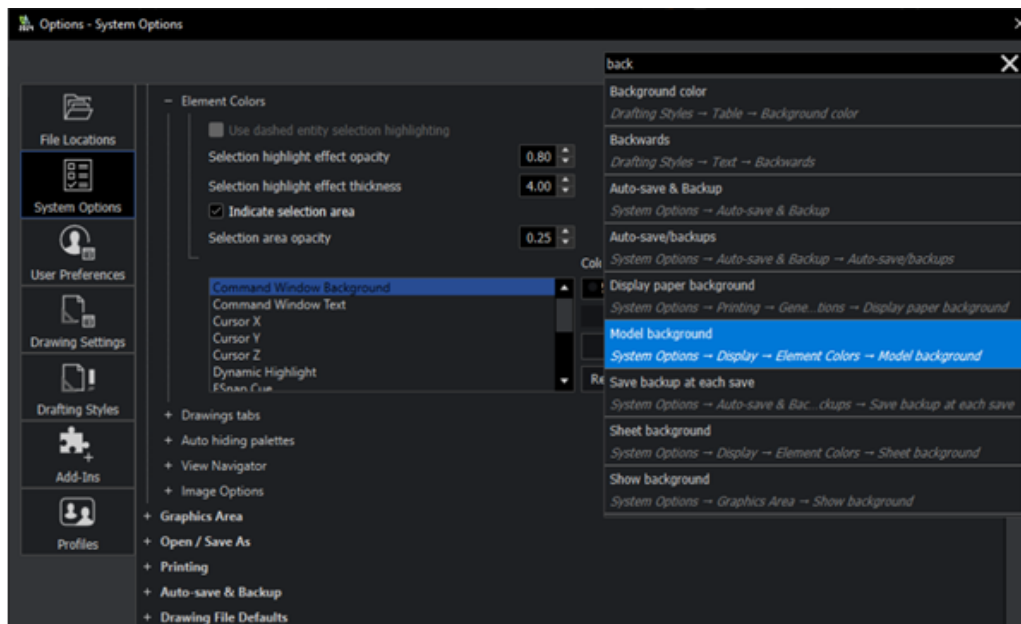 Options - System Options
back
File Locations
System Options
User Preferences
Drawing Settings
Drafting Styles
Add-Ins
Profiles
− Element Colors
Use dashed entity selection highlighting
Selection highlight effect opacity 0.80
Selection highlight effect thickness 4.00
Indicate selection area
Selection area opacity 0.25
Command Window Background
Command Window Text
Cursor X
Cursor Y
Cursor Z
Dynamic Highlight
ESnap Cue
+ Drawings tabs
+ Auto hiding palettes
+ View Navigator
+ Image Options
+ Graphics Area
+ Open / Save As
+ Printing
+ Auto-save & Backup
+ Drawing File Defaults
Background color
Drafting Styles → Table → Background color
Backwards
Drafting Styles → Text → Backwards
Auto-save & Backup
System Options → Auto-save & Backup
Auto-save/backups
System Options → Auto-save & Backup → Auto-save/backups
Display paper background
System Options → Printing → Gene...tions → Display paper background
Model background
System Options → Display → Element Colors → Model background
Save backup at each save
System Options → Auto-save & Bac...ckups → Save backup at each save
Sheet background
System Options → Display → Element Colors → Sheet background
Show background
System Options → Graphics Area → Show background